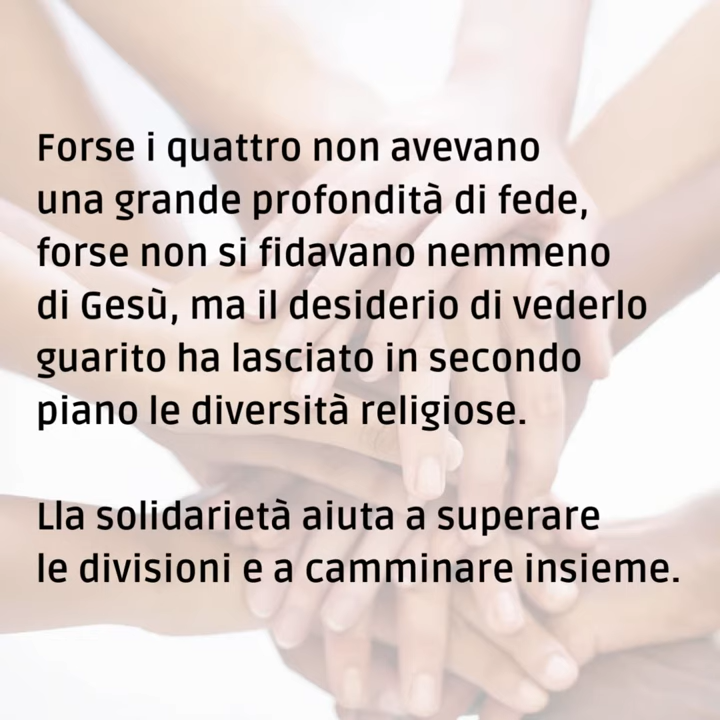 Forse i quattro non avevano
una grande profondità di fede,
forse non si fidavano nemmeno
di Gesù, ma il desiderio di vederlo
guarito ha lasciato in secondo
piano le diversità religiose.
Lla solidarietà aiuta a superare
le divisioni e a camminare insieme.